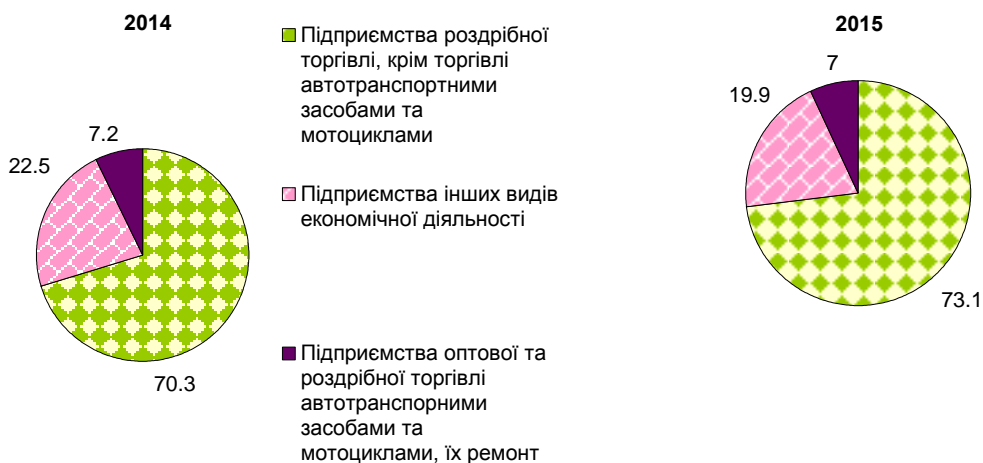 2014
7.2
22.5
70.3
Підприємства роздрібної
торгівлі, крім торгівлі
автотранспортними
засобами та
мотоциклами
Підприємства інших видів
економічної діяльності
Підприємства оптової та
роздрібної торгівлі
автотранспорними
засобами та
мотоциклами, їх ремонт
2015
7
19.9
73.1